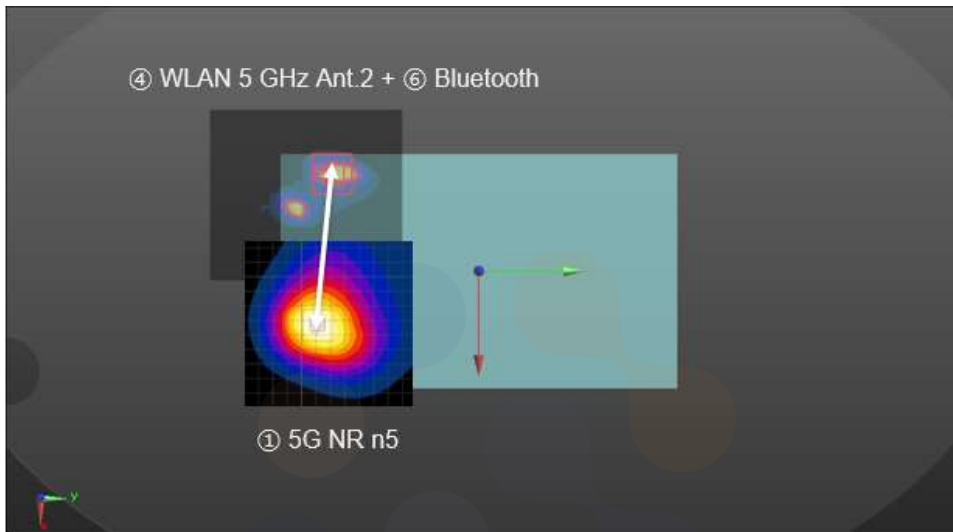 ④ WLAN 5 GHz Ant.2 + ⑥ Bluetooth
① 5G NR n5
y